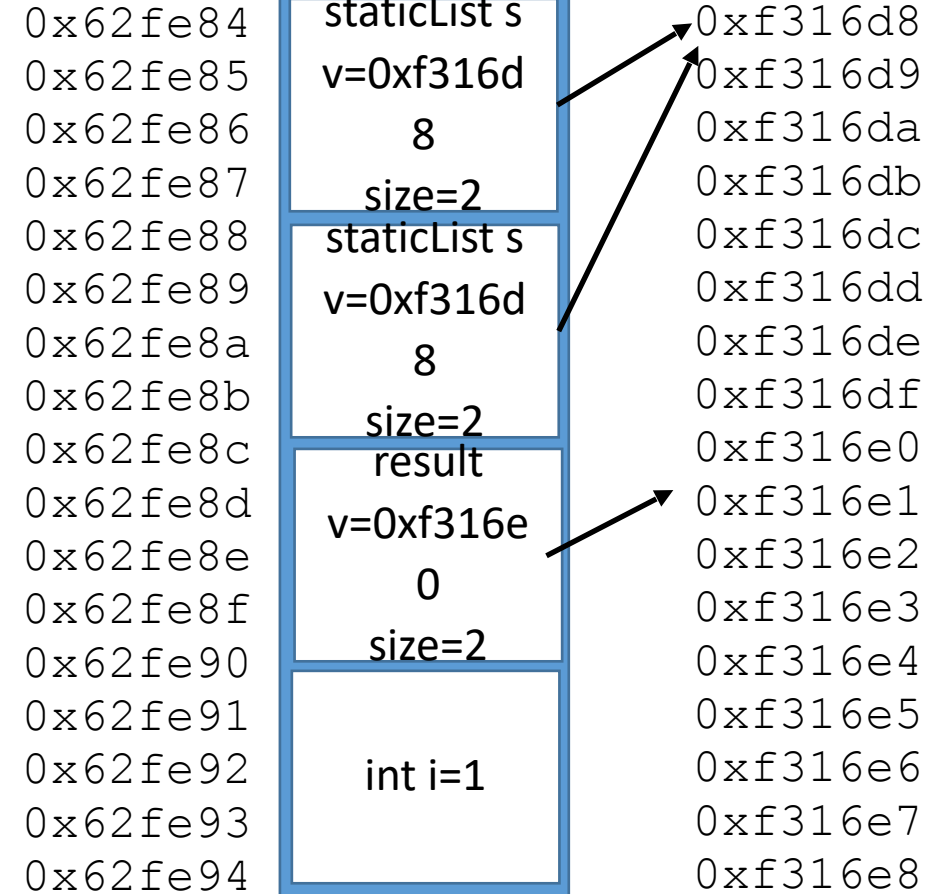 0x62fe84
0x62fe85
0x62fe86
0x62fe87
0x62fe88
0x62fe89
0x62fe8a
0x62fe8b
0x62fe8c
0x62fe8d
0x62fe8e
0x62fe8f
0x62fe90
0x62fe91
0x62fe92
0x62fe93
0x62fe94
staticList s
v=0xf316d
8
size=2
staticList s
v=0xf316d
8
size=2
result
v=0xf316e
0
size=2
int i=1
0xf316d8
0xf316d9
0xf316da
0xf316db
0xf316dc
0xf316dd
0xf316de
0xf316df
0xf316e0
0xf316e1
0xf316e2
0xf316e3
0xf316e4
0xf316e5
0xf316e6
0xf316e7
0xf316e8